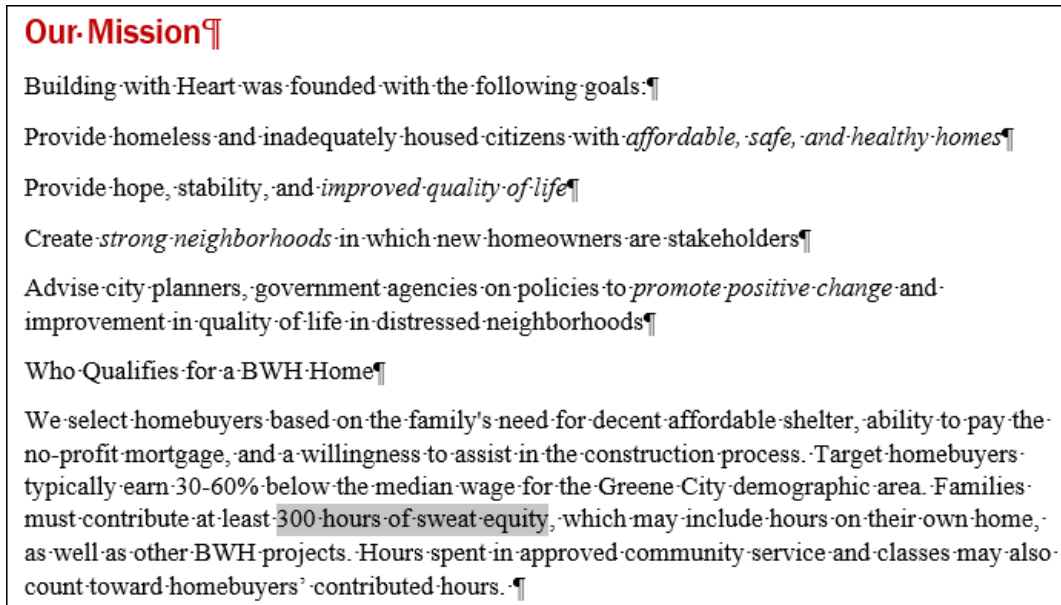 Our Mission¶
Building with Heart was founded with the following goals:¶
Provide homeless and inadequately housed citizens with affordable, safe, and healthy homes¶
Provide hope, stability, and improved quality of life¶
Create strong neighborhoods in which new homeowners are stakeholders¶
Advise city planners, government agencies on policies to promote positive change and
improvement in quality of life in distressed neighborhoods¶
Who Qualifies for a BWH Home¶
We select homebuyers based on the family's need for decent affordable shelter, ability to pay the
no-profit mortgage, and a willingness to assist in the construction process. Target homebuyers
typically earn 30-60% below the median wage for the Greene City demographic area. Families
must contribute at least 300 hours of sweat equity, which may include hours on their own home,
as well as other BWH projects. Hours spent in approved community service and classes may also
count toward homebuyers’ contributed hours. ¶